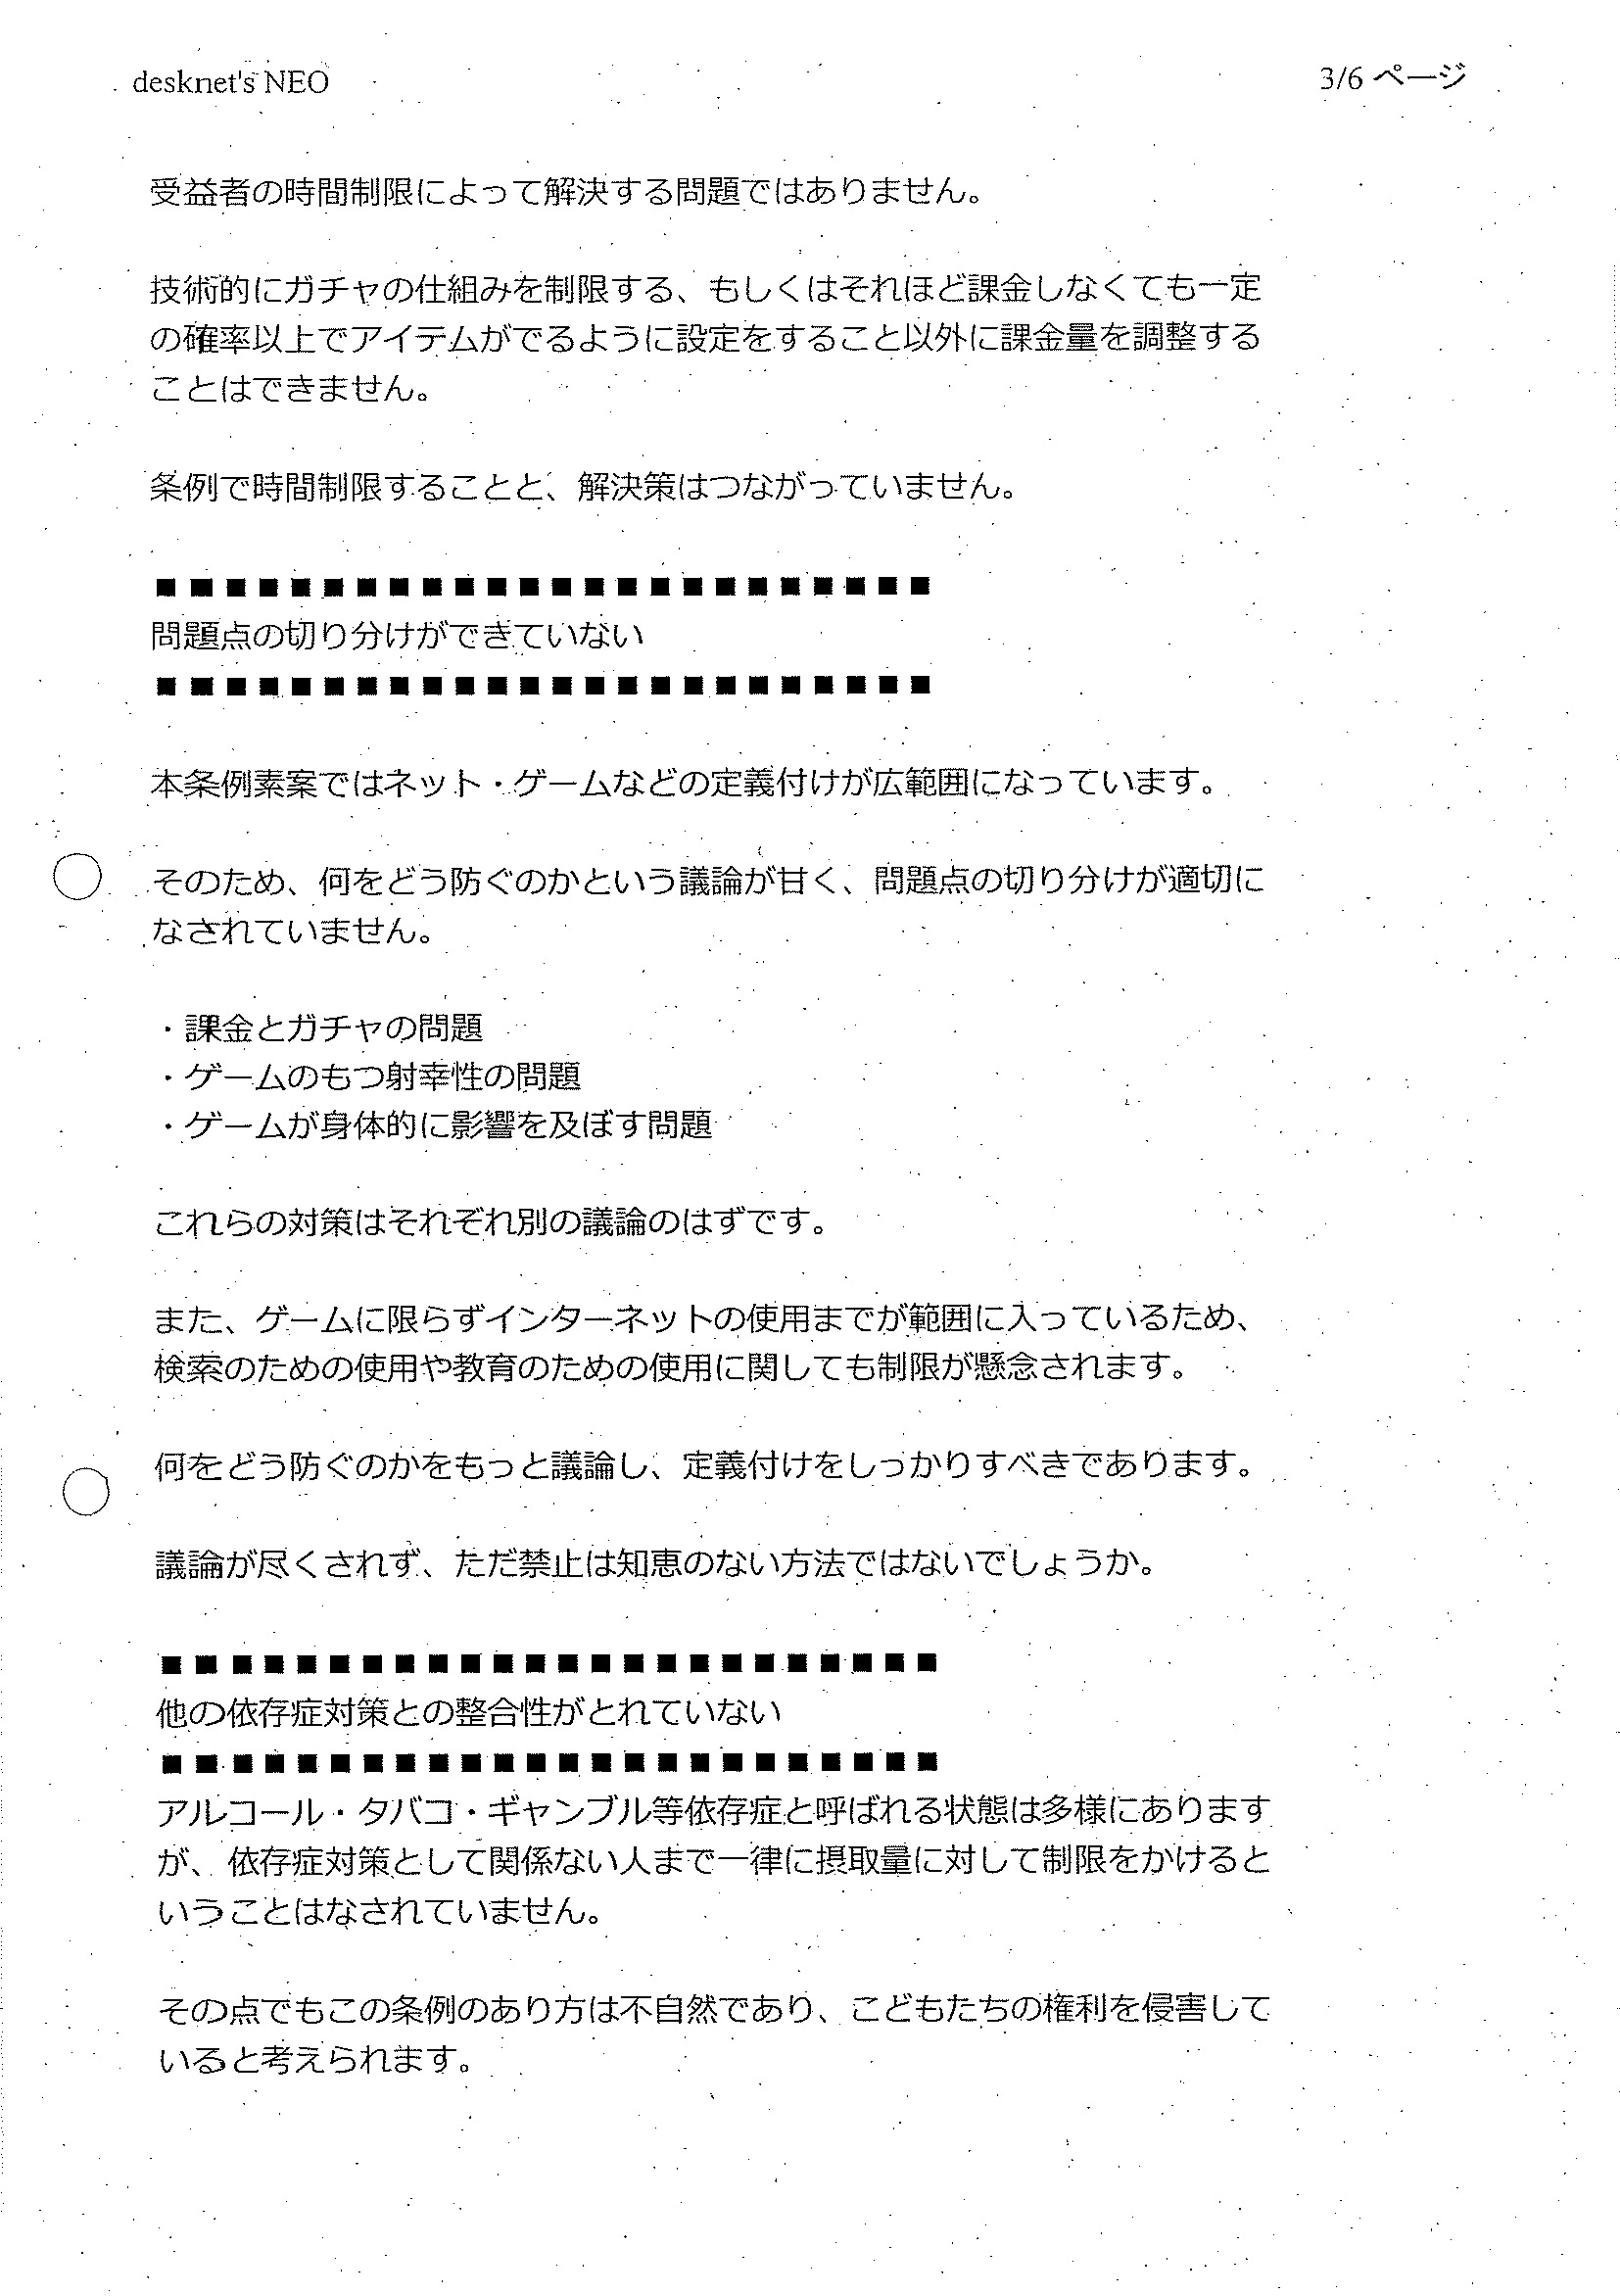 desknet's NEO
3/6 ページ
受益者の時間制限によって解決する問題ではありません。
技術的にガチャの仕組みを制限する、もしくはそれほど課金しなくても一定
の確率以上でアイテムがでるように設定をすること以外に課金量を調整する
ことはできません。
条例で時間制限することと、解決策はつながっていません。
■■■■■■■■■■■■■■■■■■■■■■■■
問題点の切り分けができていない
■■■■■■■■■■■■■■■■■■■■■■■■
本条例素案ではネット・ゲームなどの定義付けが広範囲になっています。
そのため、何をどう防ぐのかという議論が甘く、問題点の切り分けが適切に
なされていません。
・課金とガチャの問題
・ゲームのもつ射幸性の問題
・ゲームが身体的に影響を及ぼす問題
これらの対策はそれぞれ別の議論のはずです。
また、ゲームに限らずインターネットの使用までが範囲に入っているため、
検索のための使用や教育のための使用に関しても制限が懸念されます。
何をどう防ぐのかをもっと議論し、定義付けをしっかりすべきであります。
議論が尽くされず、ただ禁止は知恵のない方法ではないでしょうか。
■■■■■■■■■■■■■■■■■■■■■■■■
他の依存症対策との整合性がとれていない
■■■■■■■■■■■■■■■■■■■■■■■■
アルコール・タバコ・ギャンブル等依存症と呼ばれる状態は多様にあります
が、依存症対策として関係ない人まで一律に摂取量に対して制限をかけると
いうことはなされていません。
その点でもこの条例のあり方は不自然であり、こどもたちの権利を侵害して
いると考えられます。